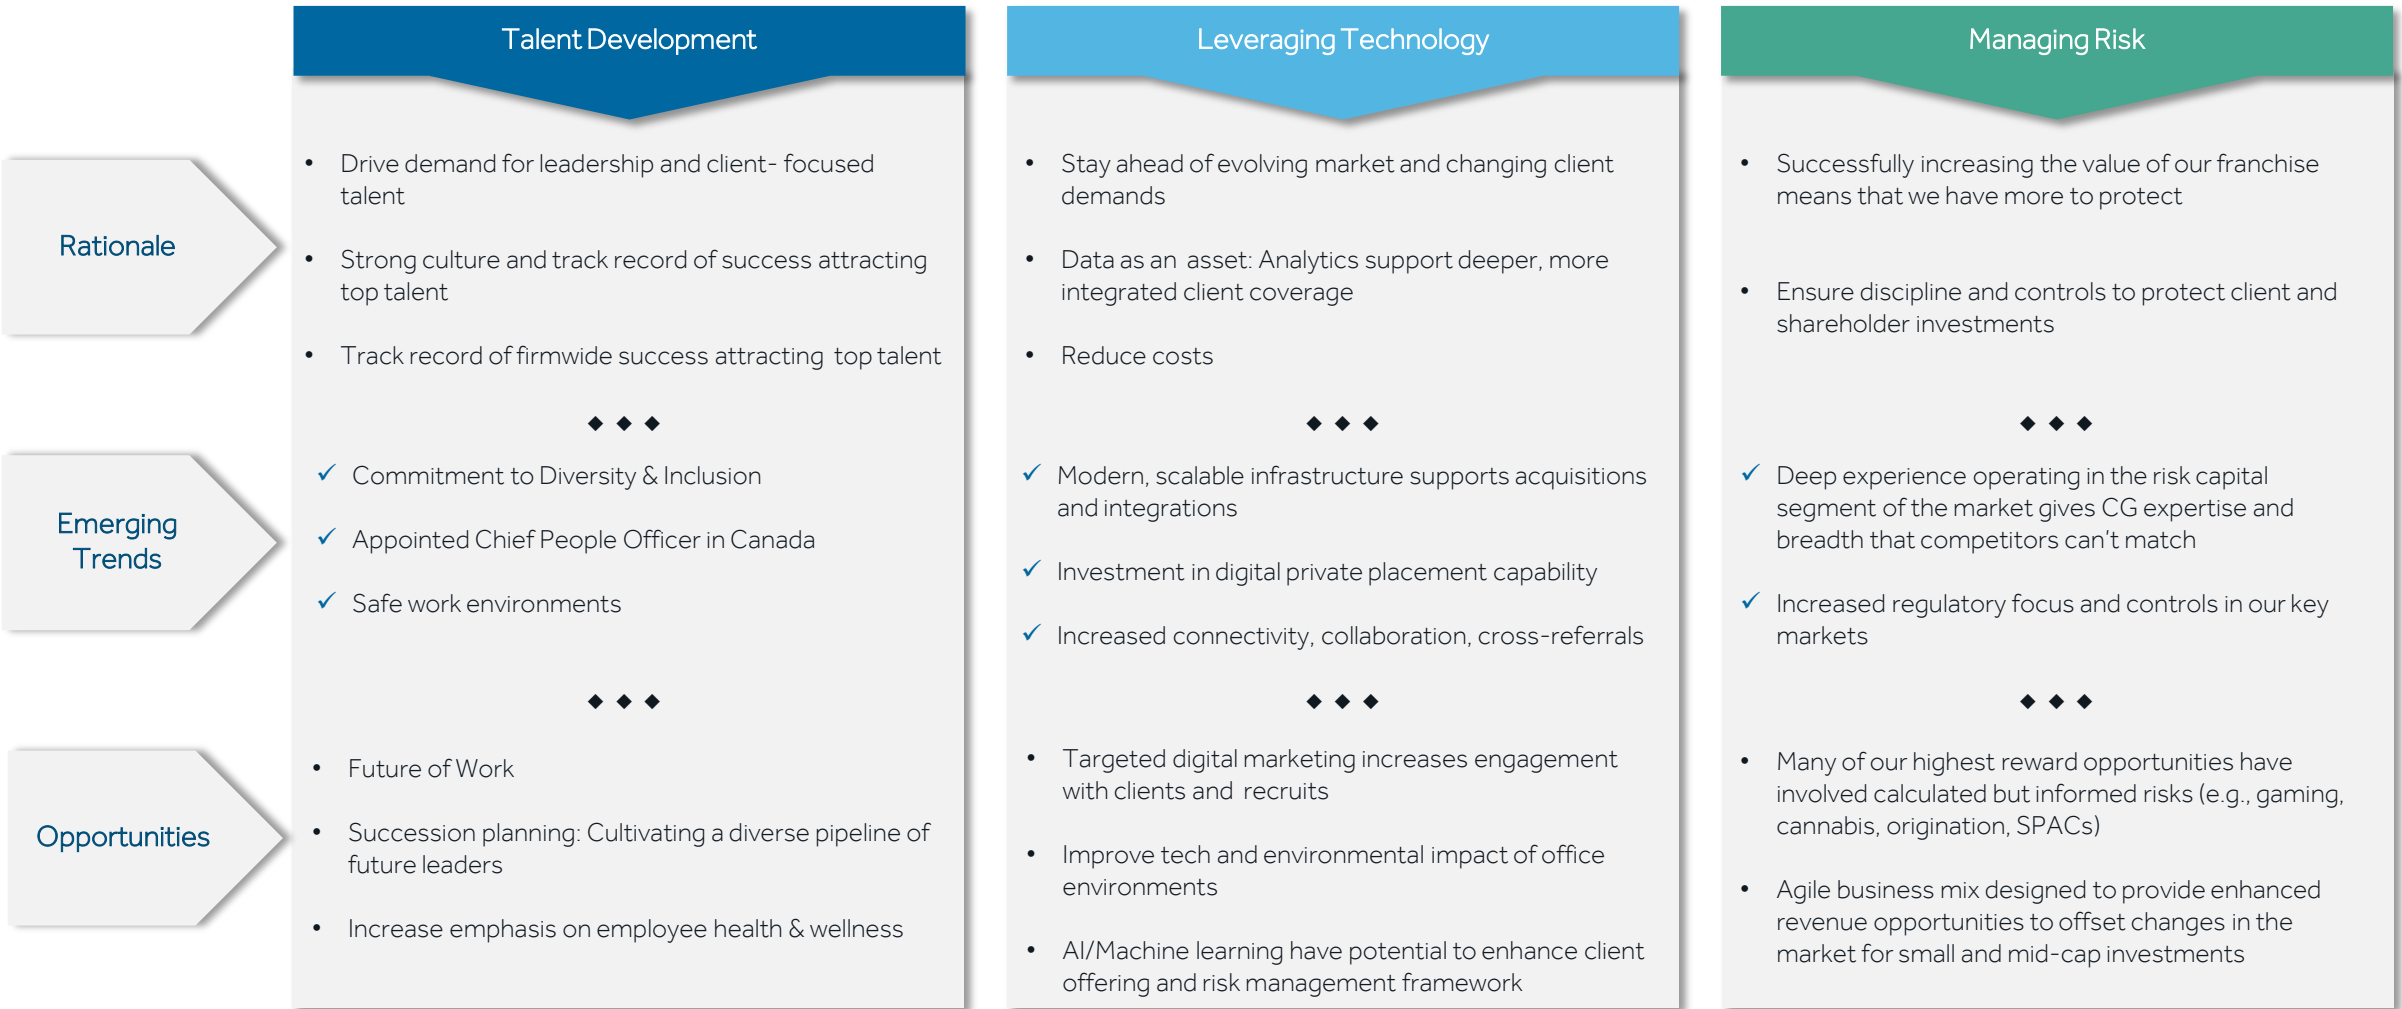 Talent Development
Leveraging Technology
Managing Risk
Rationale
• Drive demand for leadership and client- focused
talent
• Strong culture and track record of success attracting
top talent
• Track record of firmwide success attracting top talent
• Stay ahead of evolving market and changing client
demands
• Data as an asset: Analytics support deeper, more
integrated client coverage
• Reduce costs
• Successfully increasing the value of our franchise
means that we have more to protect
• Ensure discipline and controls to protect client and
shareholder investments
Emerging
Trends
✓ Commitment to Diversity & Inclusion
✓ Appointed Chief People Officer in Canada
✓ Safe work environments
✓ Modern, scalable infrastructure supports acquisitions
and integrations
✓ Investment in digital private placement capability
✓ Increased connectivity, collaboration, cross-referrals
✓ Deep experience operating in the risk capital
segment of the market gives CG expertise and
breadth that competitors can't match
✓ Increased regulatory focus and controls in our key
markets
Opportunities
• Future of Work
• Succession planning: Cultivating a diverse pipeline of
future leaders
• Increase emphasis on employee health & wellness
• Targeted digital marketing increases engagement
with clients and recruits
• Improve tech and environmental impact of office
environments
• AI/Machine learning have potential to enhance client
offering and risk management framework
• Many of our highest reward opportunities have
involved calculated but informed risks (e.g., gaming,
cannabis, origination, SPACs)
• Agile business mix designed to provide enhanced
revenue opportunities to offset changes in the
market for small and mid-cap investments